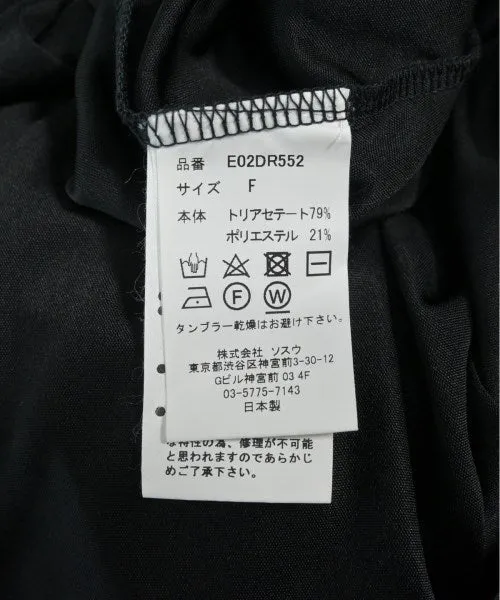 品番 E02DR552
サイズ F
本体 トリアセテート79%
ポリエステル 21%
F W
タンブラー乾燥はお避け下さい。
株式会社 ソスウ
東京都渋谷区神宮前3-30-12
Gビル神宮前 03 4F
03-5775-7143
日本製
な特性の為、修理が不可能
と思われますのであらかじ
めご了承下さい。